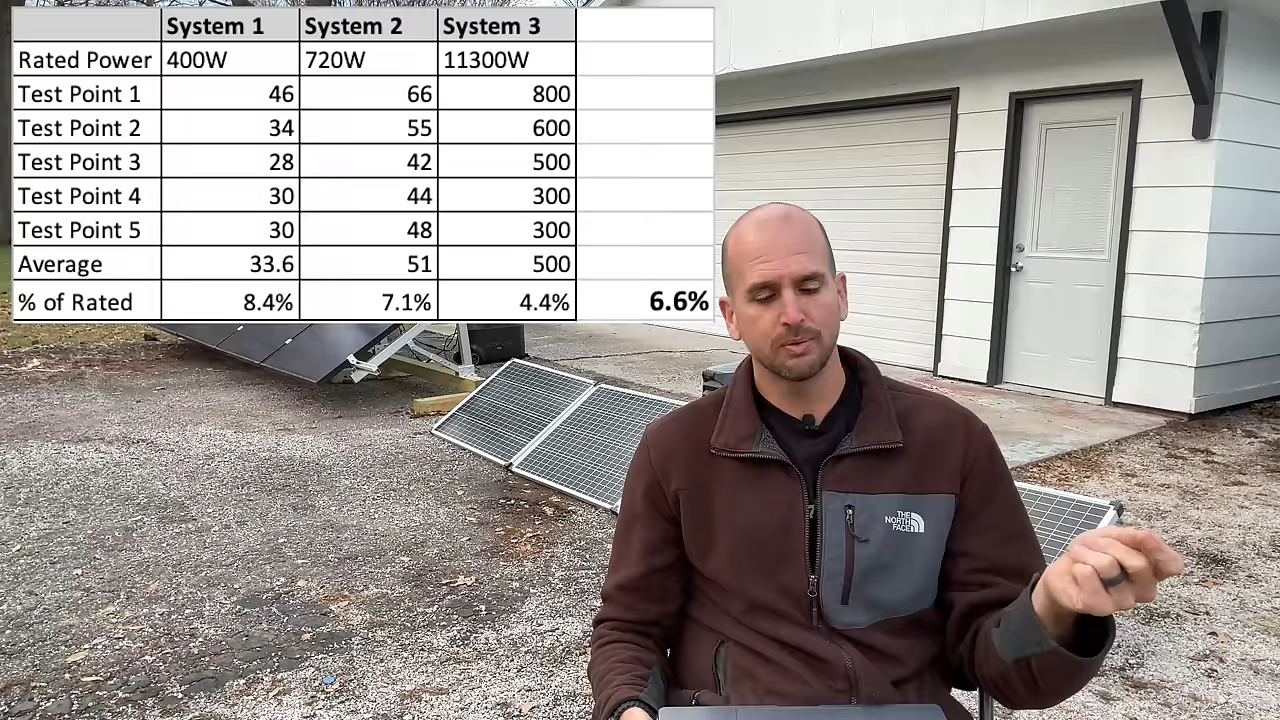 System 1 System 2 System 3
Rated Power 400W 720W 11300W
Test Point 1 46 66 800
Test Point 2 34 55 600
Test Point 3 28 42 500
Test Point 4 30 44 300
Test Point 5 30 48 300
Average 33.6 51 500
% of Rated 8.4% 7.1% 4.4% 6.6%
THE
NORTH
FACE